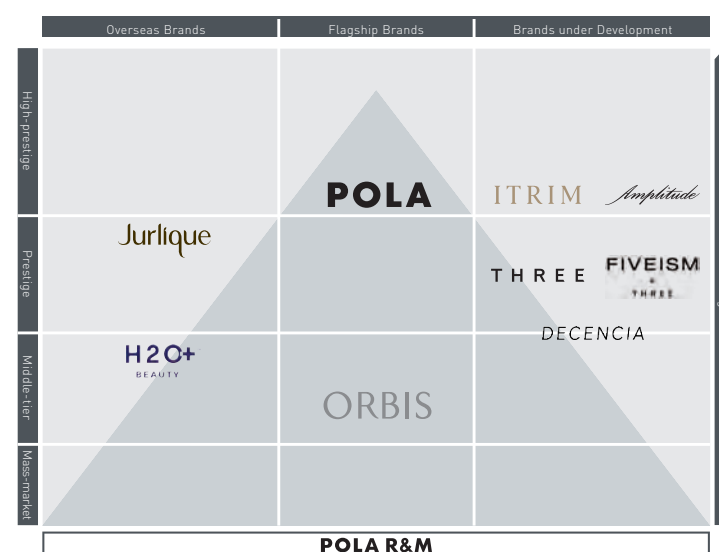 Overseas Brands
Flagship Brands
Brands under Development
High-prestige
POLA
ITRIM
Amplitude
Prestige
Jurlique
THREE
FIVEISM
×
THREE
DECENCIA
Middle-tier
H2O+
BEAUTY
ORBIS
Mass-market
POLA R&M